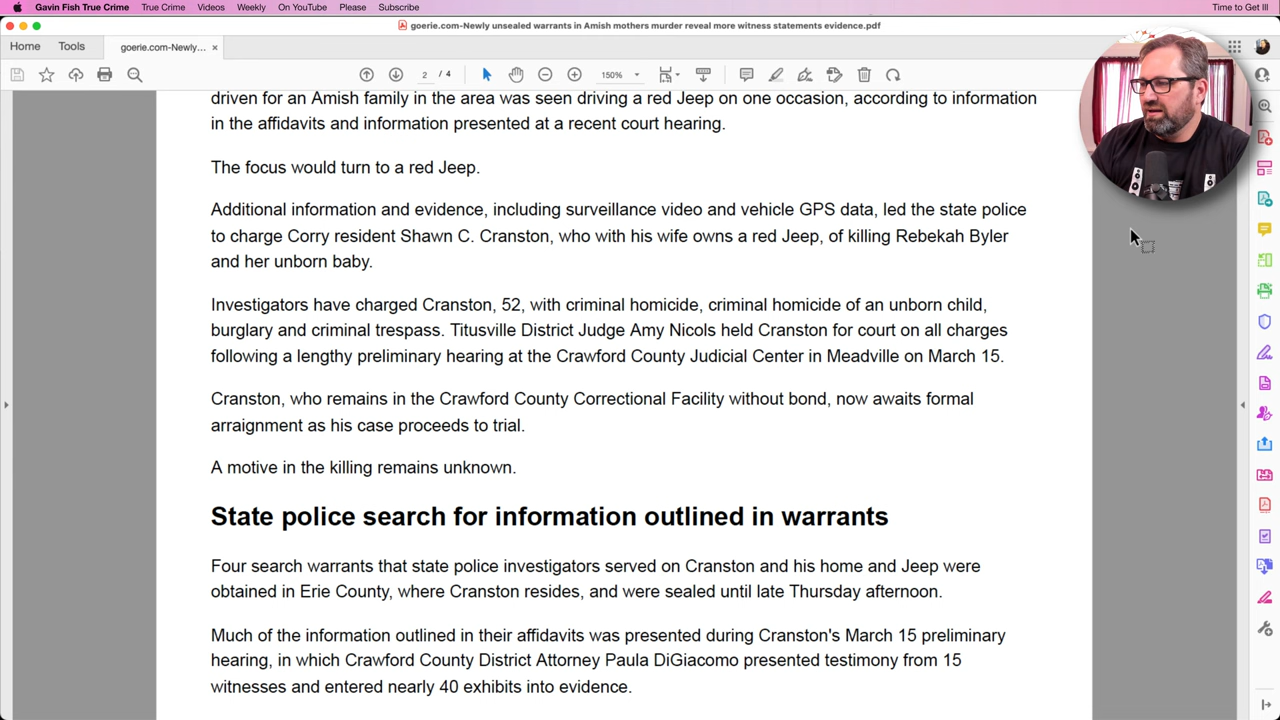 Gavin Fish True Crime True Crime Videos Weekly On YouTube Please Subscribe Time to Get Ill
goerie.com-Newly unsealed warrants in Amish mothers murder reveal more witness statements evidence.pdf
Home Tools goerie.com-Newly... ×
2 / 4 150%
driven for an Amish family in the area was seen driving a red Jeep on one occasion, according to information
in the affidavits and information presented at a recent court hearing.
The focus would turn to a red Jeep.
Additional information and evidence, including surveillance video and vehicle GPS data, led the state police
to charge Corry resident Shawn C. Cranston, who with his wife owns a red Jeep, of killing Rebekah Byler
and her unborn baby.
Investigators have charged Cranston, 52, with criminal homicide, criminal homicide of an unborn child,
burglary and criminal trespass. Titusville District Judge Amy Nicols held Cranston for court on all charges
following a lengthy preliminary hearing at the Crawford County Judicial Center in Meadville on March 15.
Cranston, who remains in the Crawford County Correctional Facility without bond, now awaits formal
arraignment as his case proceeds to trial.
A motive in the killing remains unknown.
State police search for information outlined in warrants
Four search warrants that state police investigators served on Cranston and his home and Jeep were
obtained in Erie County, where Cranston resides, and were sealed until late Thursday afternoon.
Much of the information outlined in their affidavits was presented during Cranston's March 15 preliminary
hearing, in which Crawford County District Attorney Paula DiGiacomo presented testimony from 15
witnesses and entered nearly 40 exhibits into evidence.